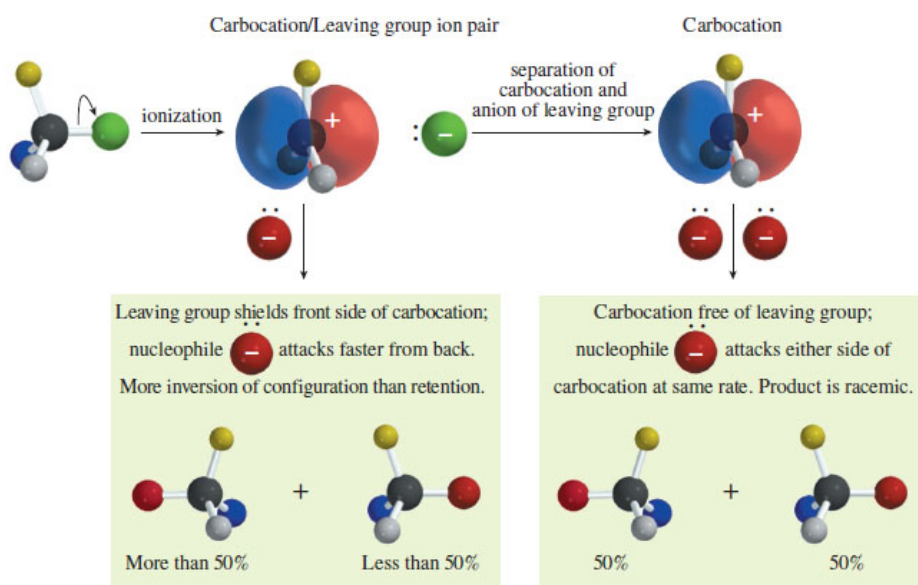 Carbocation/Leaving group ion pair
Carbocation
ionization
+
:
−
separation of
carbocation and
anion of leaving group
+
..
−
..
−
..
−
Leaving group shields front side of carbocation;
..
nucleophile − attacks faster from back.
More inversion of configuration than retention.
+
More than 50%
Less than 50%
Carbocation free of leaving group;
..
nucleophile − attacks either side of
carbocation at same rate. Product is racemic.
+
50%
50%